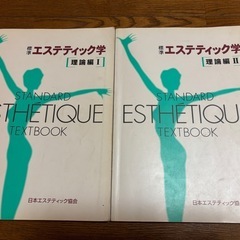 標準 エステティック学
[理論編 I]
STANDARD
ESTHETIQUE
TEXTBOOK
日本エステティック協会
標準 エステティック学
[理論編 II]
STANDARD
ESTHETIQUE
TEXTBOOK
日本エステティック協会